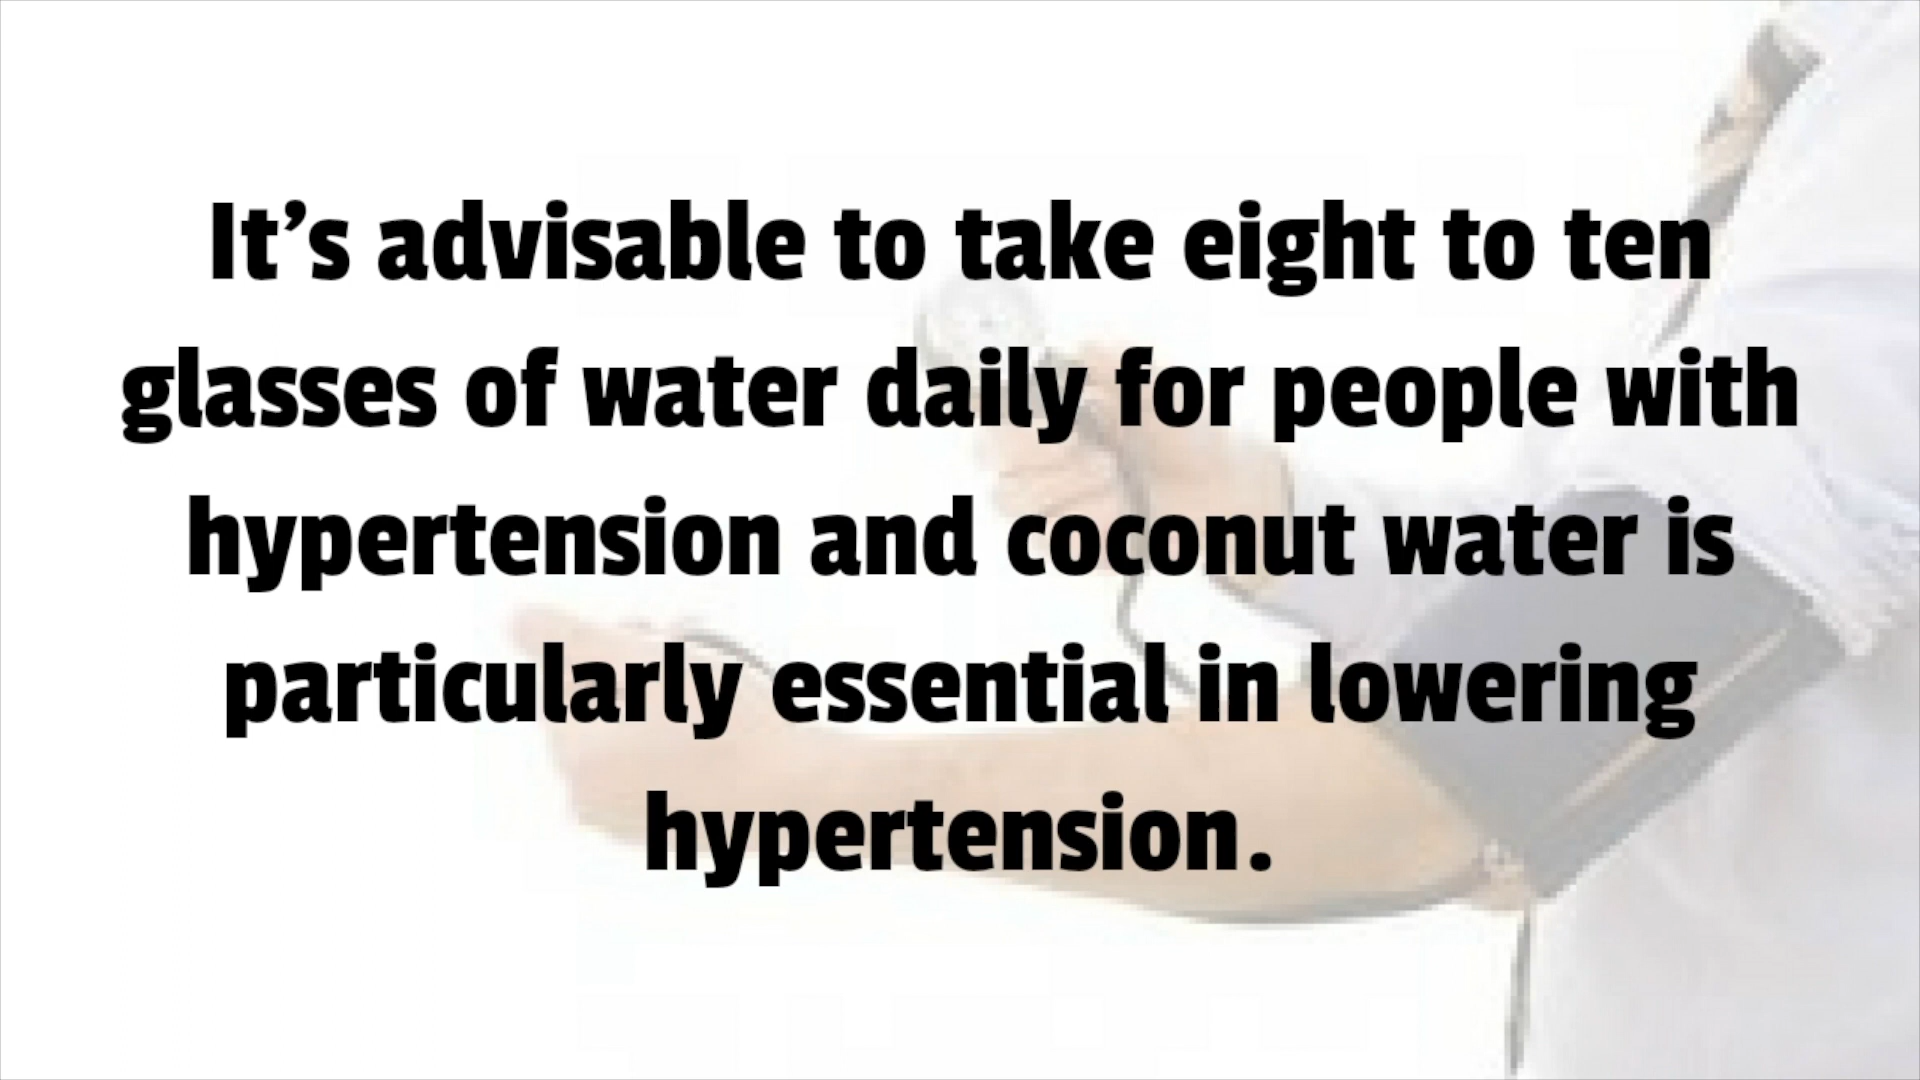 It’s advisable to take eight to ten
glasses of water daily for people with
hypertension and coconut water is
particularly essential in lowering
hypertension.